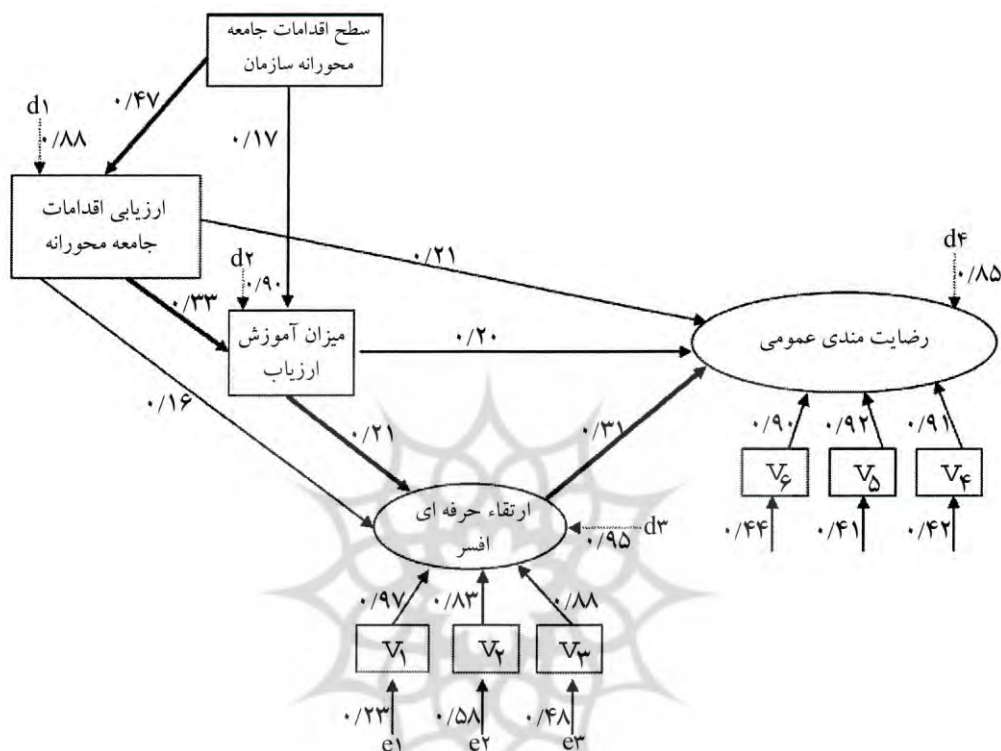 سطح اقدامات جامعه
محورانه سازمان
۰/۴۷
d۱
۰/۸۸
۰/۱۷
ارزیابی اقدامات
جامعه محورانه
۰/۲۱
d۲
۰/۹۰
d۴
۰/۸۵
۰/۳۳
میزان آموزش
ارزیاب
۰/۲۰
رضایت مندی عمومی
۰/۱۶
۰/۲۱
۰/۳۱
۰/۹۰
۰/۹۲
۰/۹۱
V۶
V۵
V۴
۰/۴۴
۰/۴۱
۰/۴۲
ارتقاء حرفه ای
افسر
d۳
۰/۹۵
۰/۹۷
۰/۸۳
۰/۸۸
V۱
V۲
V۳
۰/۲۳
۰/۵۸
۰/۴۸
e۱
e۲
e۳